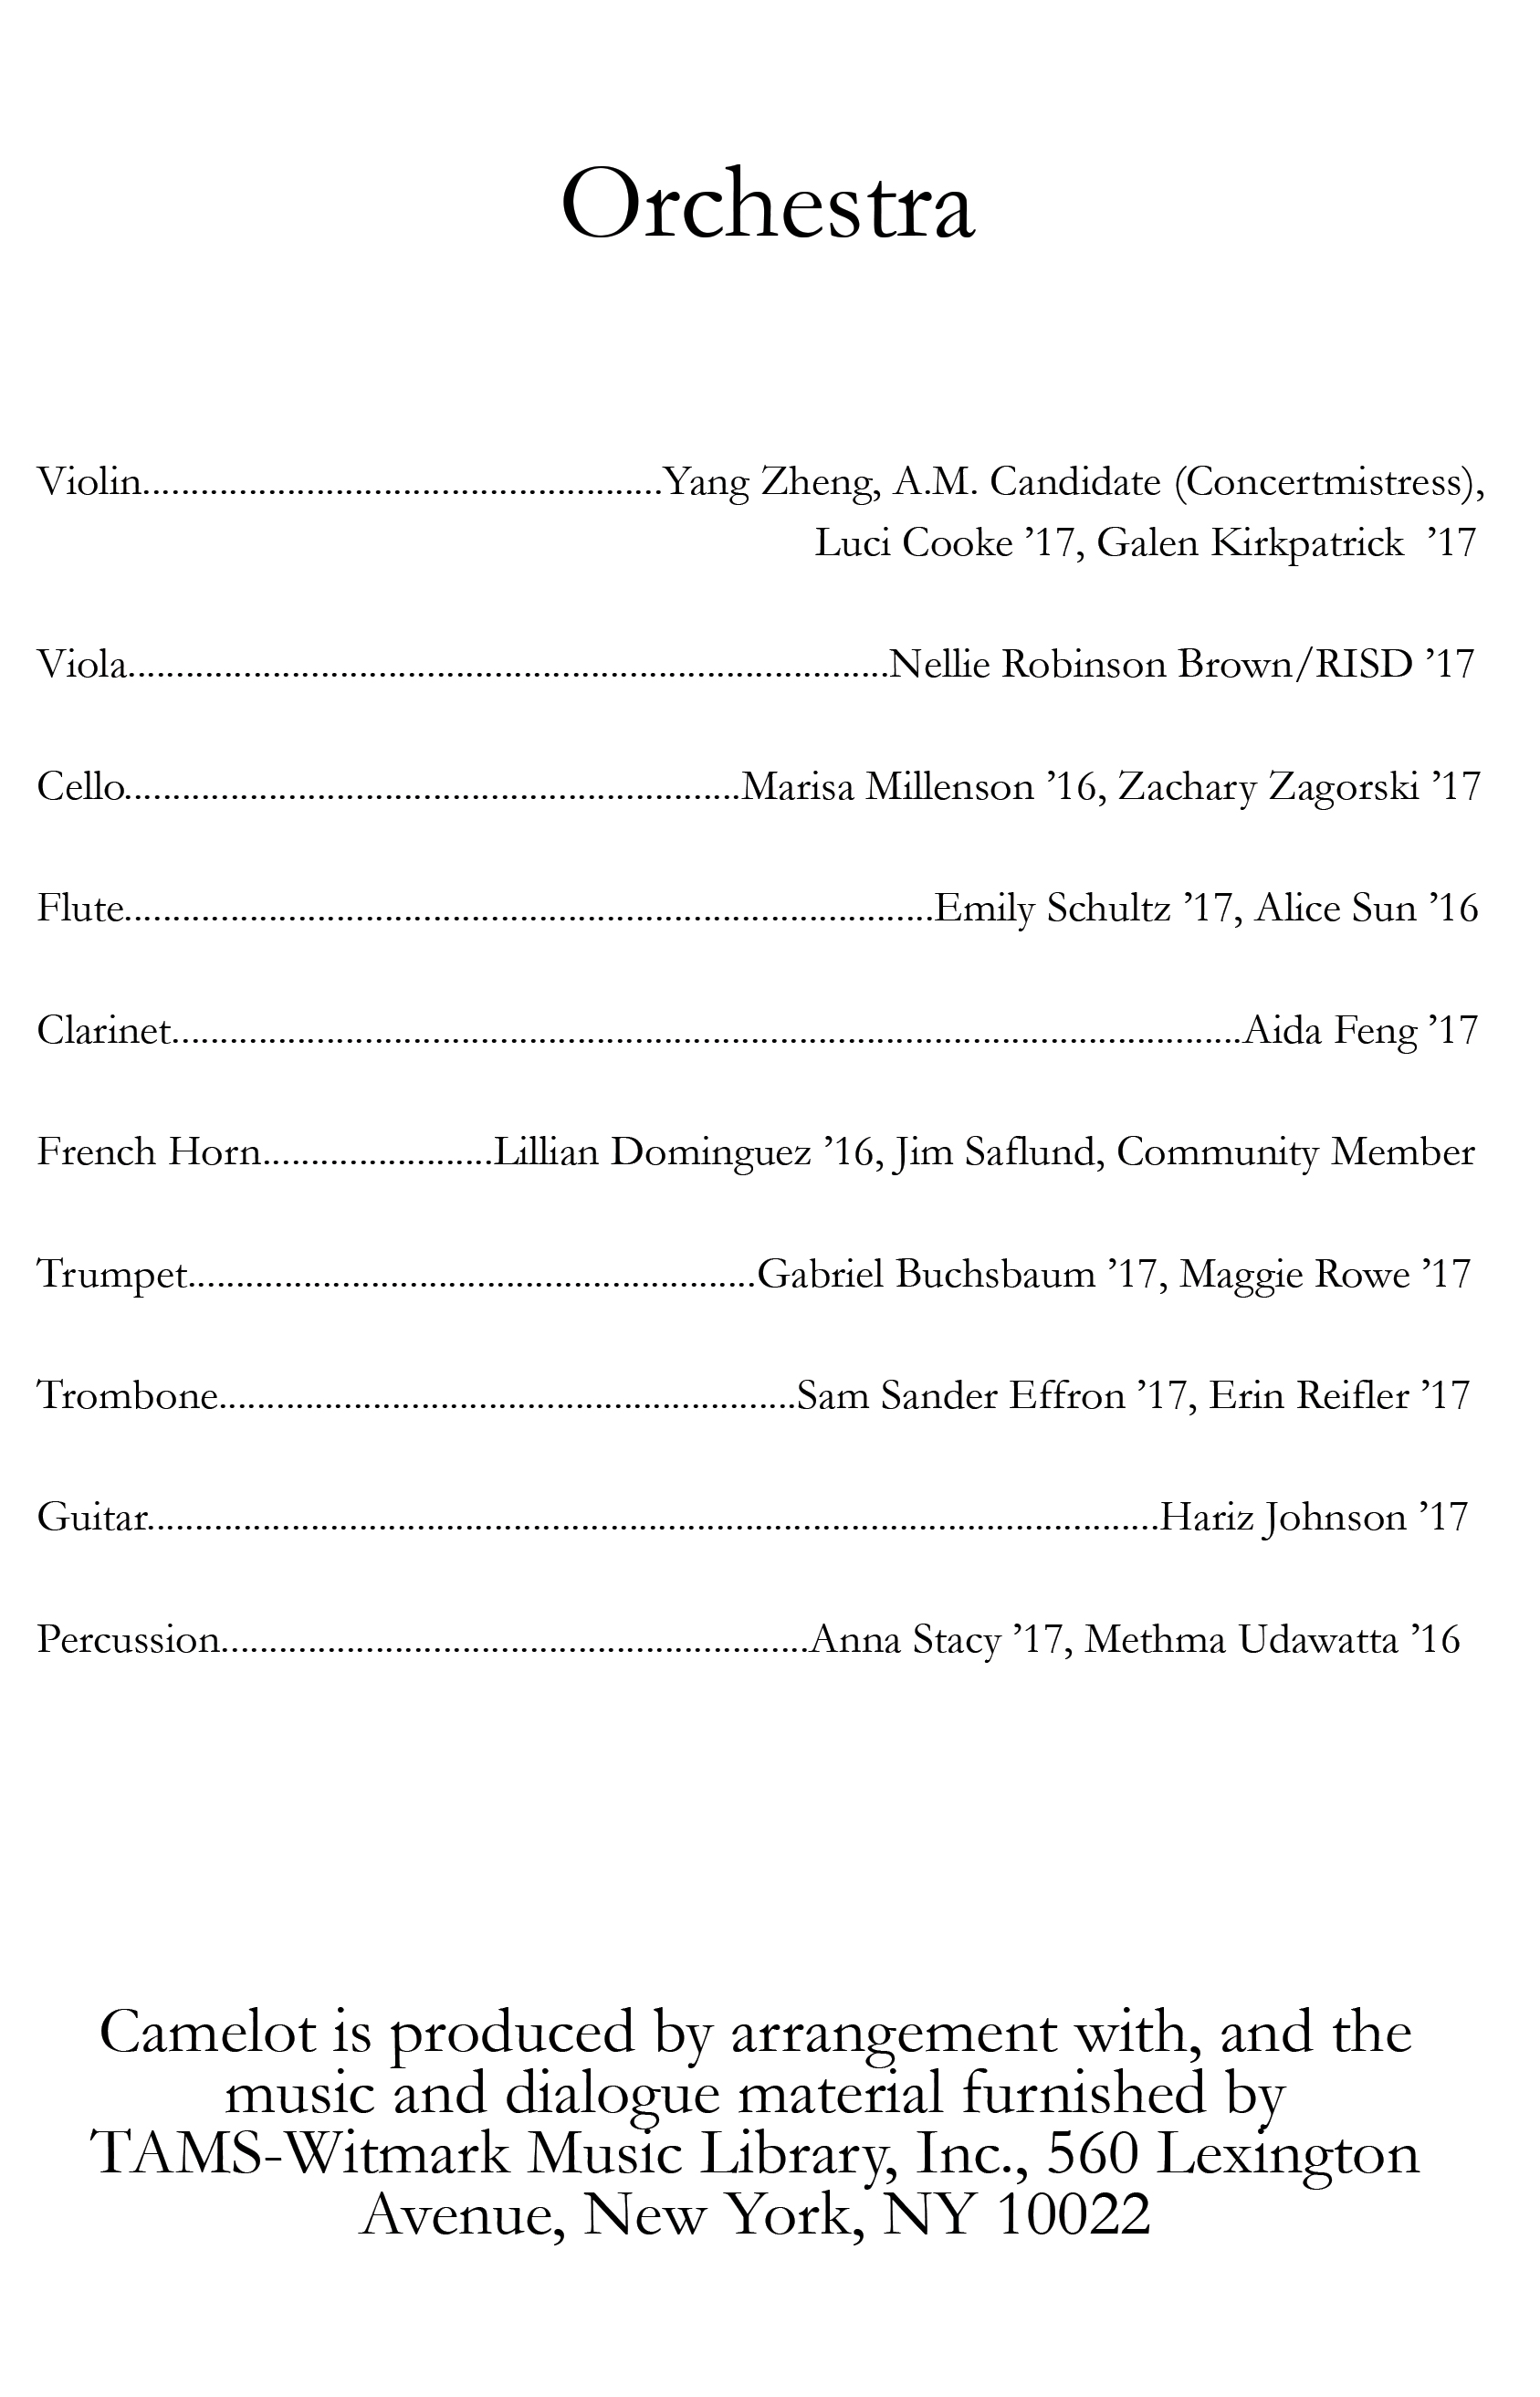 Orchestra
Violin......................................................Yang Zheng, A.M. Candidate (Concertmistress),
Luci Cooke ’17, Galen Kirkpatrick  ’17
Viola...............................................................................Nellie Robinson Brown/RISD ’17
Cello................................................................Marisa Millenson ’16, Zachary Zagorski ’17
Flute....................................................................................Emily Schultz ’17, Alice Sun ’16
Clarinet...............................................................................................................Aida Feng ’17
French Horn........................Lillian Dominguez ’16, Jim Saflund, Community Member
Trumpet...........................................................Gabriel Buchsbaum ’17, Maggie Rowe ’17
Trombone............................................................Sam Sander Effron ’17, Erin Reifler ’17
Guitar.........................................................................................................Hariz Johnson ’17
Percussion.............................................................Anna Stacy ’17, Methma Udawatta ’16
Camelot is produced by arrangement with, and the
music and dialogue material furnished by
TAMS-Witmark Music Library, Inc., 560 Lexington
Avenue, New York, NY 10022